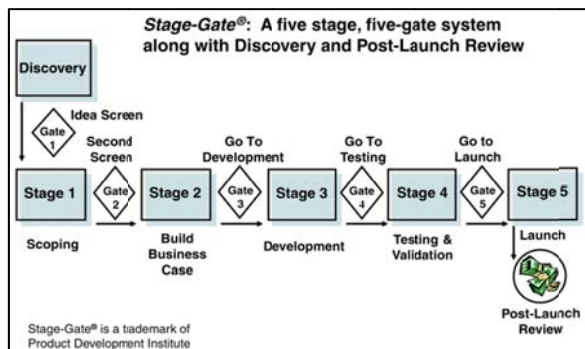 Stage-Gate®: A five stage, five-gate system
along with Discovery and Post-Launch Review
Discovery
Idea Screen
Gate
1
Second
Screen
Go To
Development
Go To
Testing
Go to
Launch
Stage 1
Gate
2
Stage 2
Gate
3
Stage 3
Gate
4
Stage 4
Gate
5
Stage 5
Scoping
Build
Business
Case
Development
Testing &
Validation
Launch
Post-Launch
Review
Stage-Gate® is a trademark of
Product Development Institute